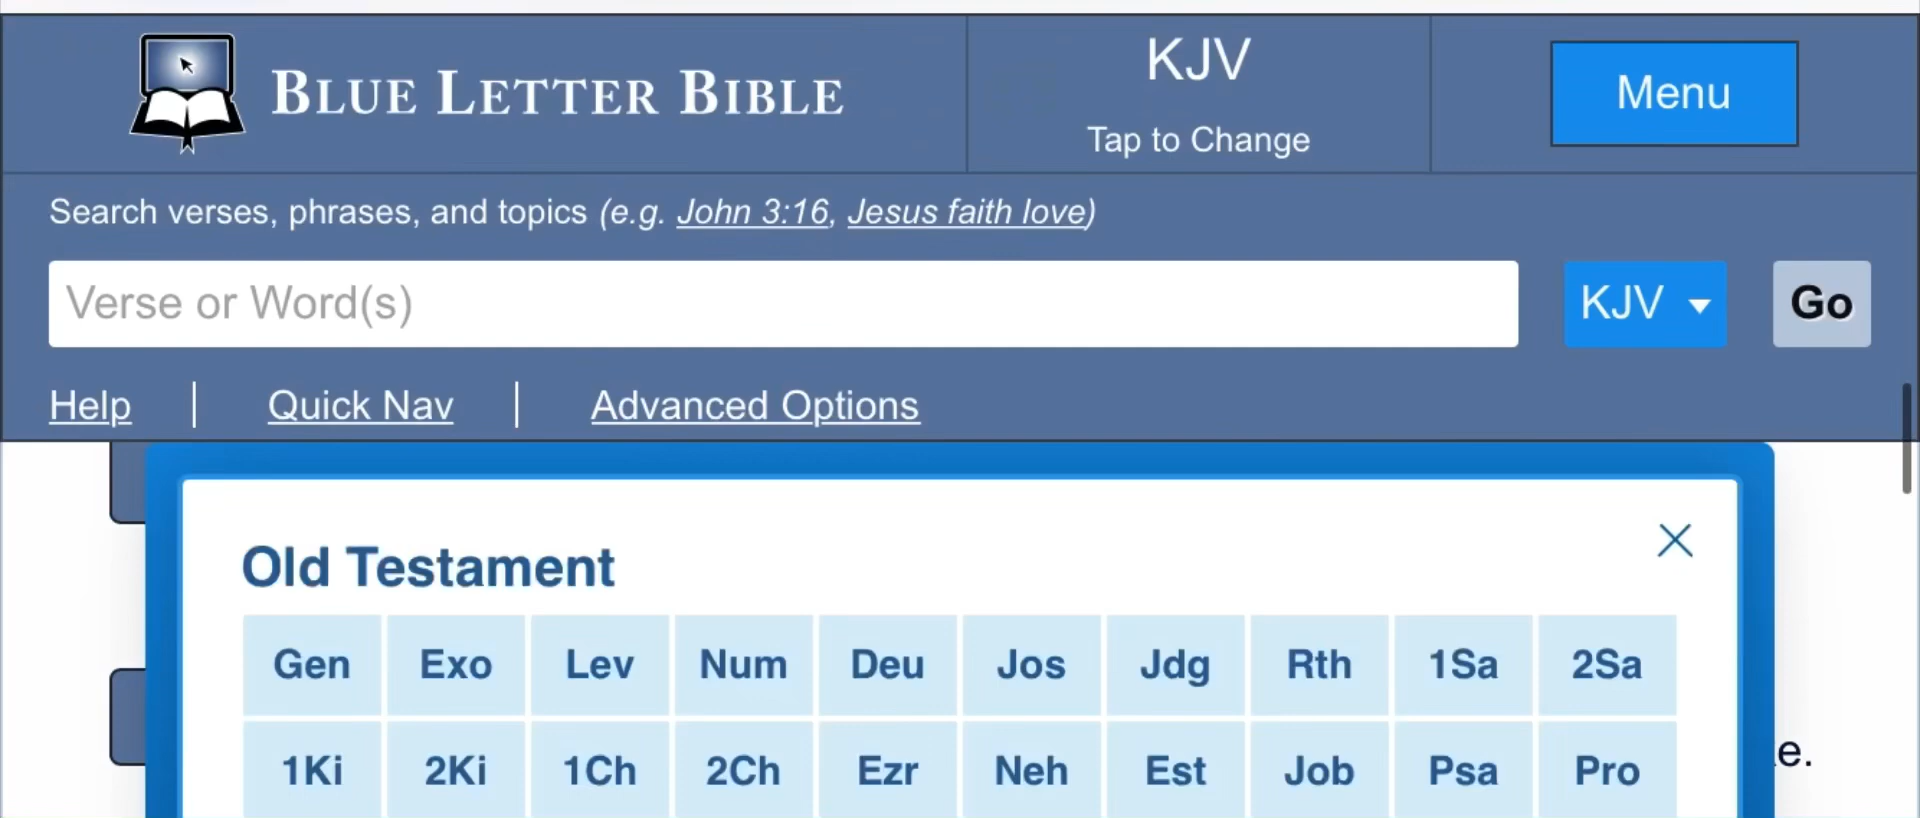 BLUE LETTER BIBLE
KJV
Tap to Change
Menu
Search verses, phrases, and topics (e.g. John 3:16, Jesus faith love)
Verse or Word(s)
KJV
Go
Help | Quick Nav | Advanced Options
Old Testament
Gen Exo Lev Num Deu Jos Jdg Rth 1Sa 2Sa
1Ki 2Ki 1Ch 2Ch Ezr Neh Est Job Psa Pro